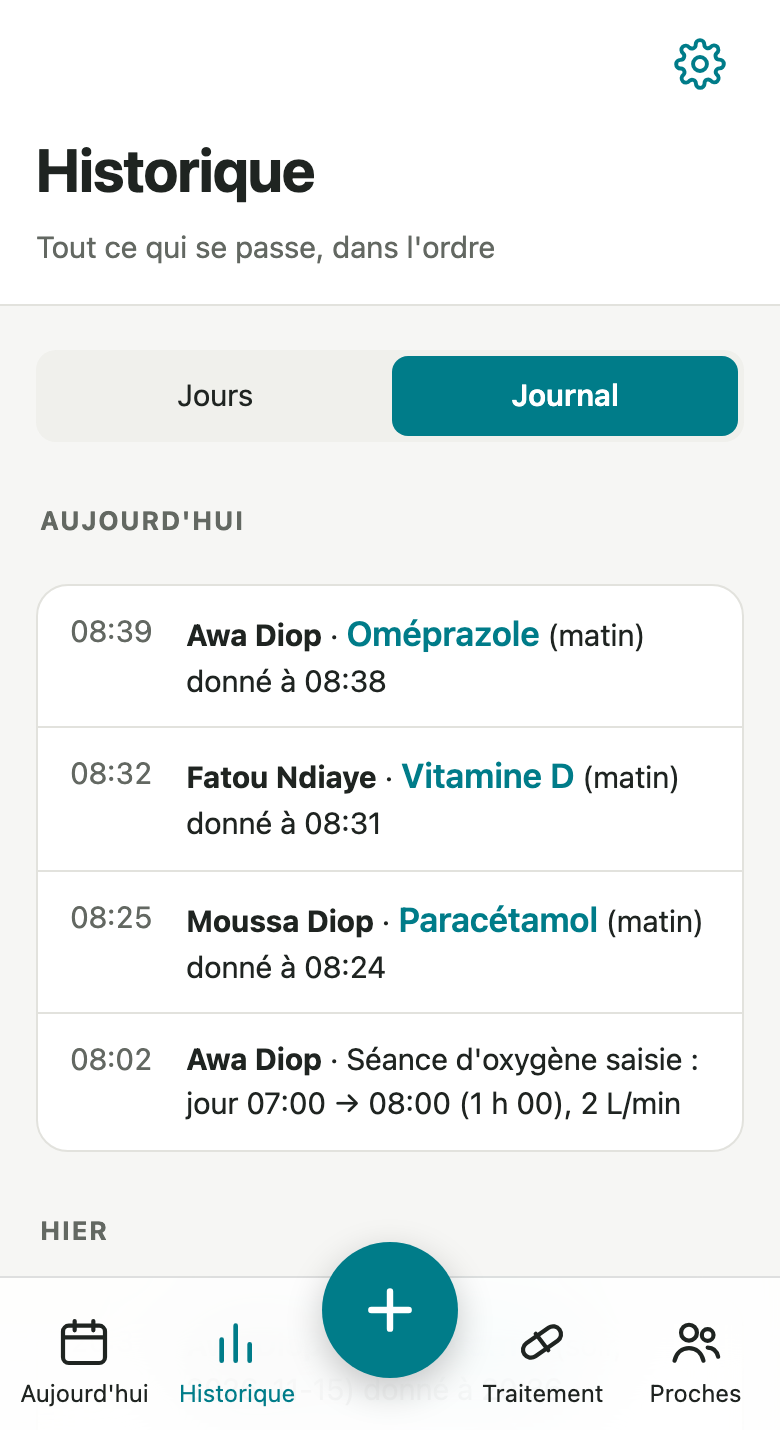 Historique
Tout ce qui se passe, dans l'ordre
Jours
Journal
AUJOURD'HUI
08:39
Awa Diop · Oméprazole (matin)
donné à 08:38
08:32
Fatou Ndiaye · Vitamine D (matin)
donné à 08:31
08:25
Moussa Diop · Paracétamol (matin)
donné à 08:24
08:02
Awa Diop · Séance d'oxygène saisie :
jour 07:00 → 08:00 (1 h 00), 2 L/min
HIER
Aujourd'hui
Historique
Traitement
Proches